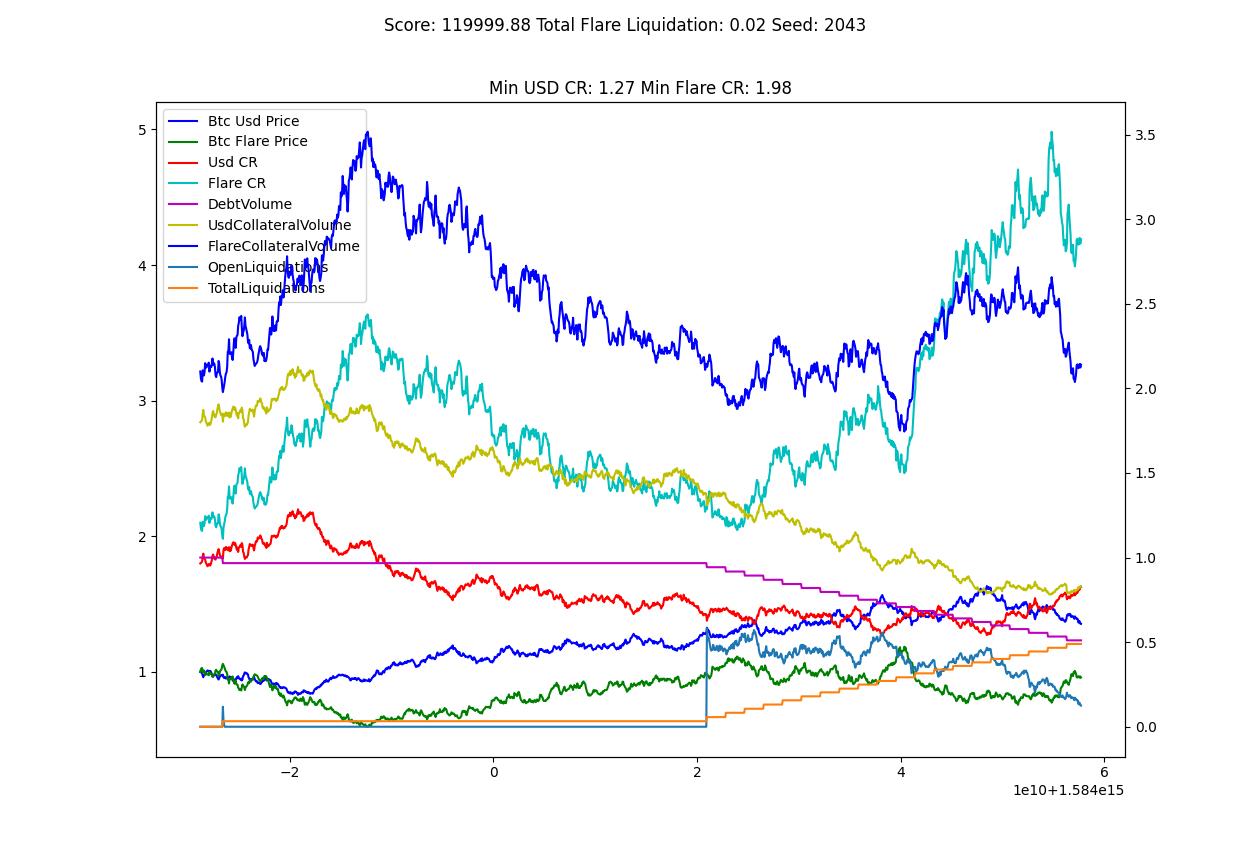 Score: 119999.88 Total Flare Liquidation: 0.02 Seed: 2043
Min USD CR: 1.27 Min Flare CR: 1.98
Btc Usd Price
Btc Flare Price
Usd CR
Flare CR
DebtVolume
UsdCollateralVolume
FlareCollateralVolume
OpenLiquidations
TotalLiquidations
5
4
3
2
1
3.5
3.0
2.5
2.0
1.5
1.0
0.5
0.0
−2 0 2 4 6
1e10+1.584e15